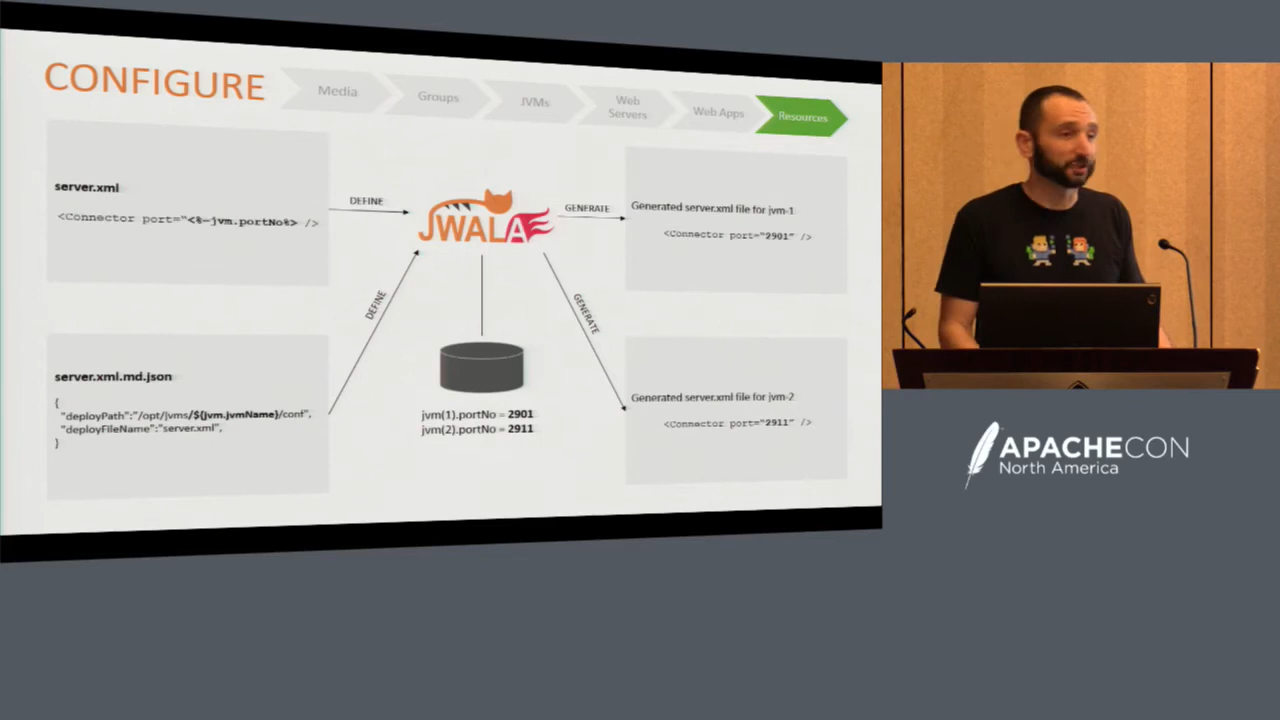 CONFIGURE
Media
Groups
JVMs
Web
Servers
Web Apps
Resources
server.xml
<Connector port="<%=jvm.portNo%> />
DEFINE
JWALA
GENERATE
Generated server.xml file for jvm-1
<Connector port="2901" />
DEFINE
GENERATE
server.xml.md.json
{
"deployPath":"/opt/jvms/${jvm.jvmName}/conf",
"deployFileName":"server.xml",
}
jvm(1).portNo = 2901
jvm(2).portNo = 2911
Generated server.xml file for jvm-2
<Connector port="2911" />
APACHECON
North America